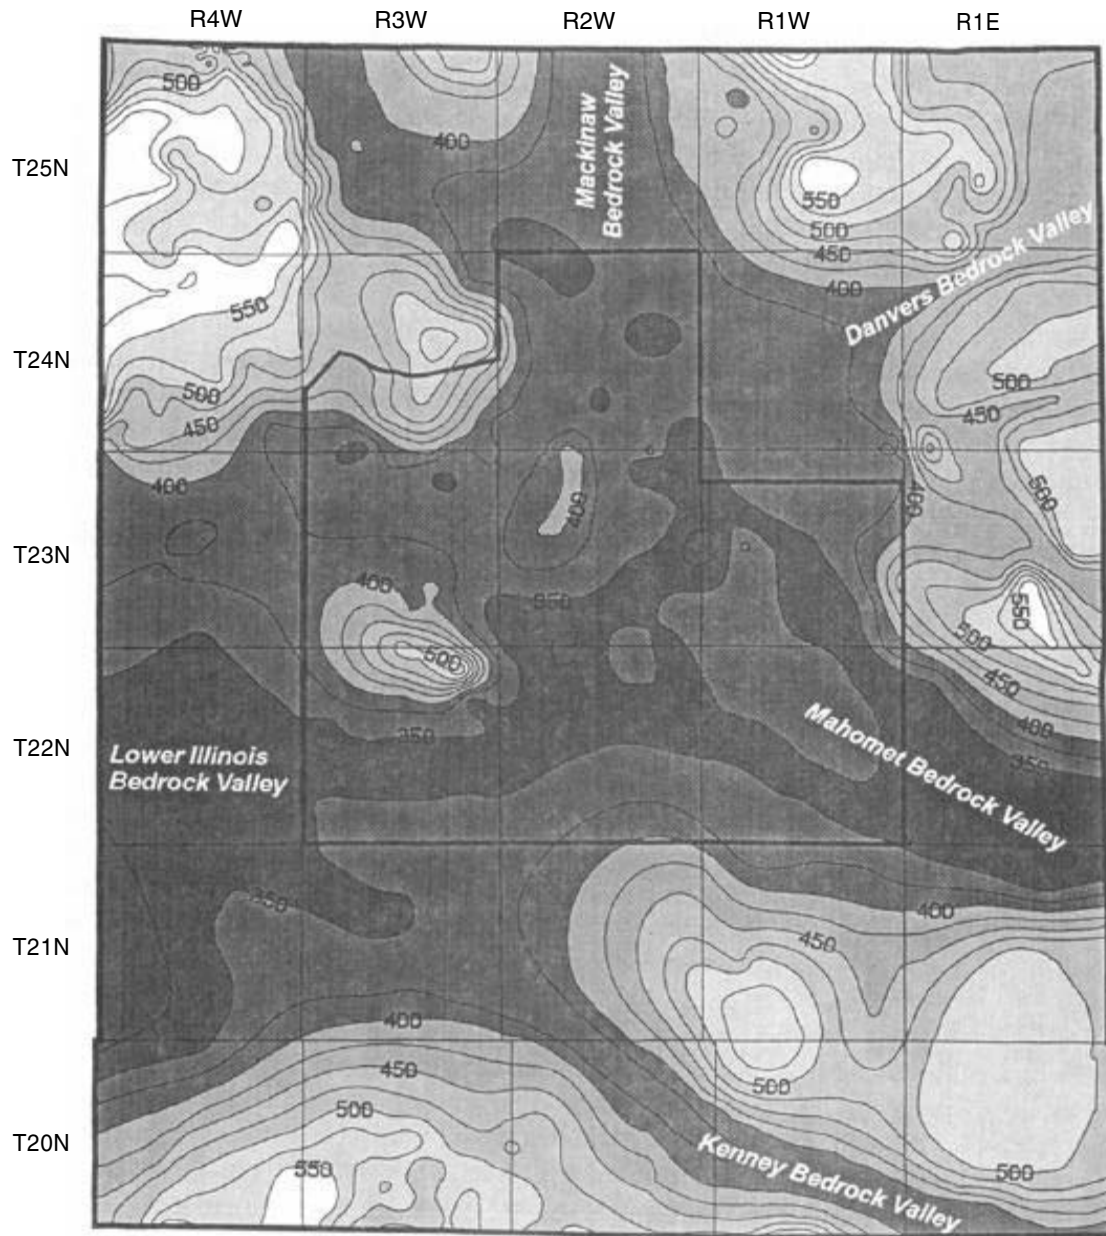 R4W R3W R2W R1W R1E
500
400
Mackinaw
Bedrock Valley
T25N
550
500
450
400
Danvers Bedrock Valley
550
T24N
500
450
500
450
400
500
400
400
T23N
400
350
550
500
500
450
400
350
350
Mahomet Bedrock Valley
T22N
Lower Illinois
Bedrock Valley
350
400
T21N
450
400
450
500
500
T20N
Kenney Bedrock Valley
550
500